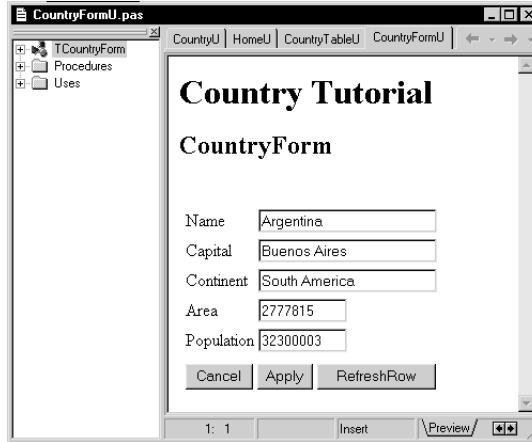 CountryFormU.pas
CountryU HomeU CountryTableU CountryFormU
TCountryForm
Procedures
Uses
Country Tutorial
CountryForm
Name Argentina
Capital Buenos Aires
Continent South America
Area 2777815
Population 32300003
Cancel Apply RefreshRow
1: 1 Insert Preview